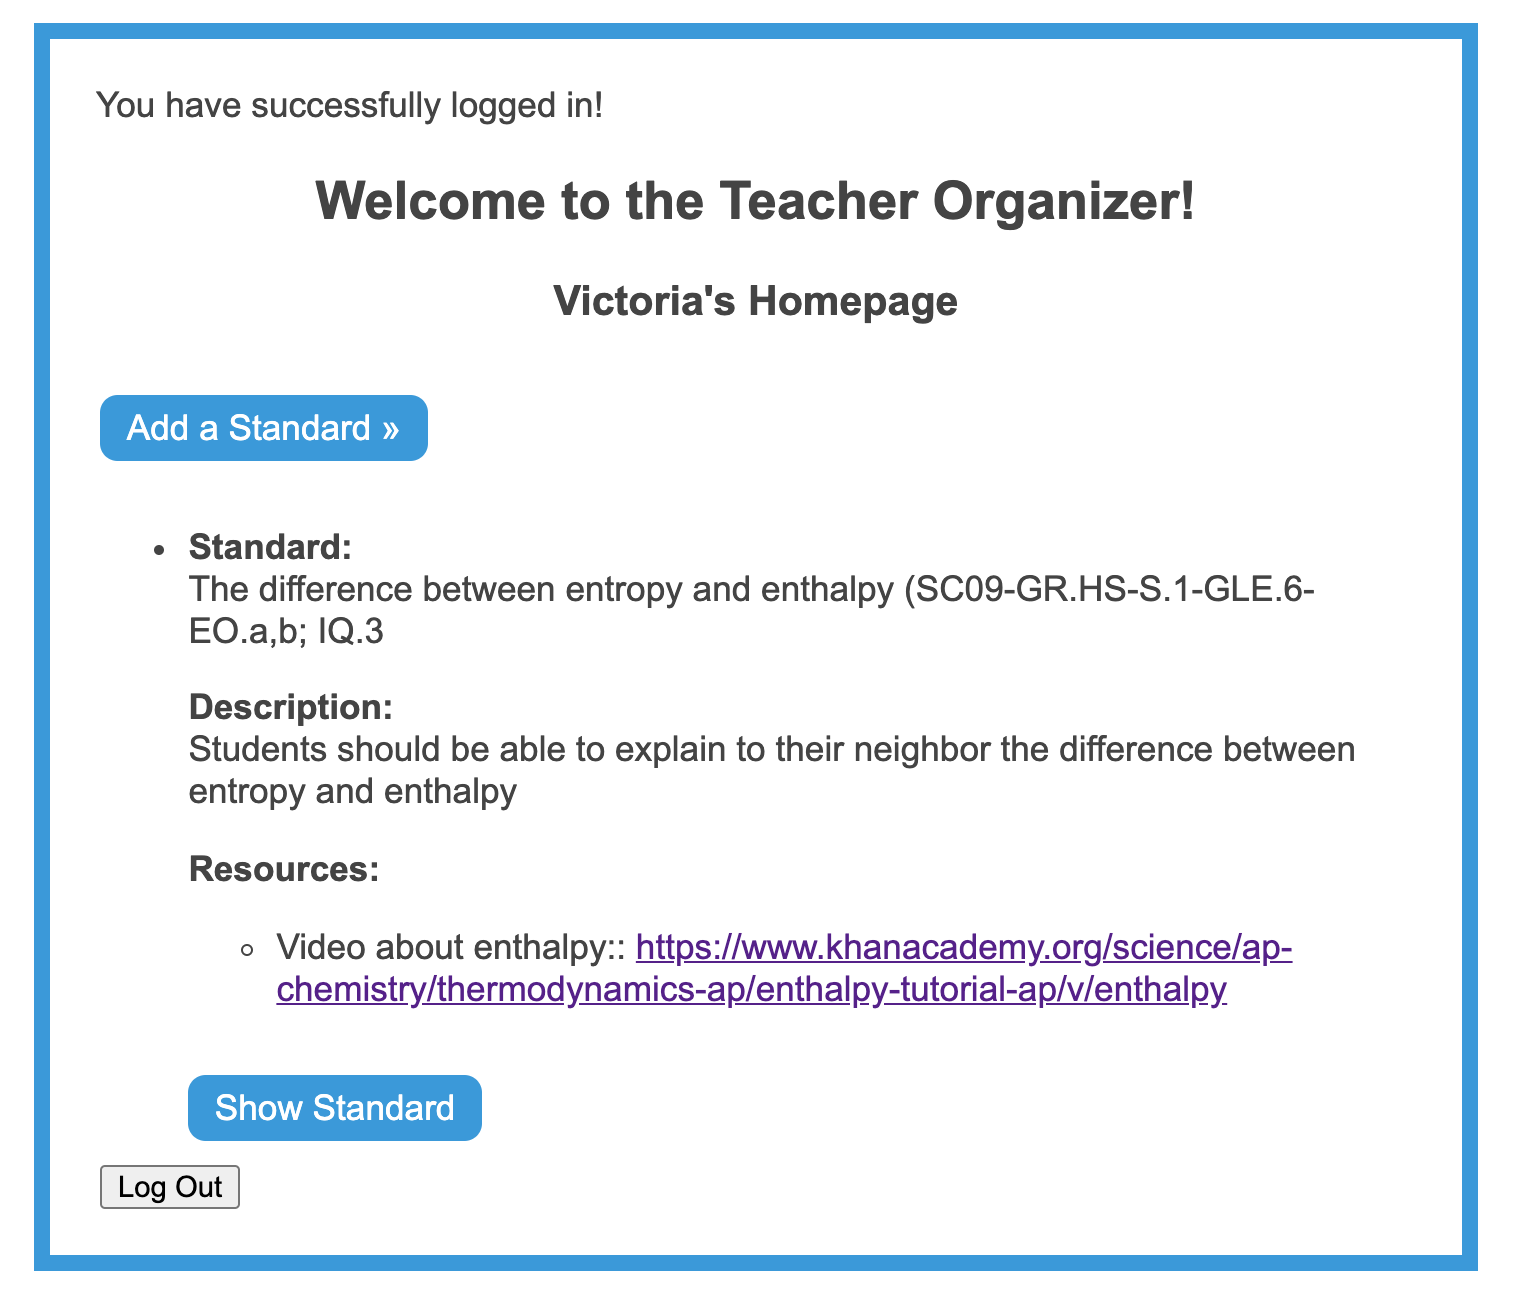 You have successfully logged in!
Welcome to the Teacher Organizer!
Victoria's Homepage
Add a Standard »
Standard:
The difference between entropy and enthalpy (SC09-GR.HS-S.1-GLE.6-
EO.a,b; IQ.3
Description:
Students should be able to explain to their neighbor the difference between
entropy and enthalpy
Resources:
Video about enthalpy:: https://www.khanacademy.org/science/ap-
chemistry/thermodynamics-ap/enthalpy-tutorial-ap/v/enthalpy
Show Standard
Log Out